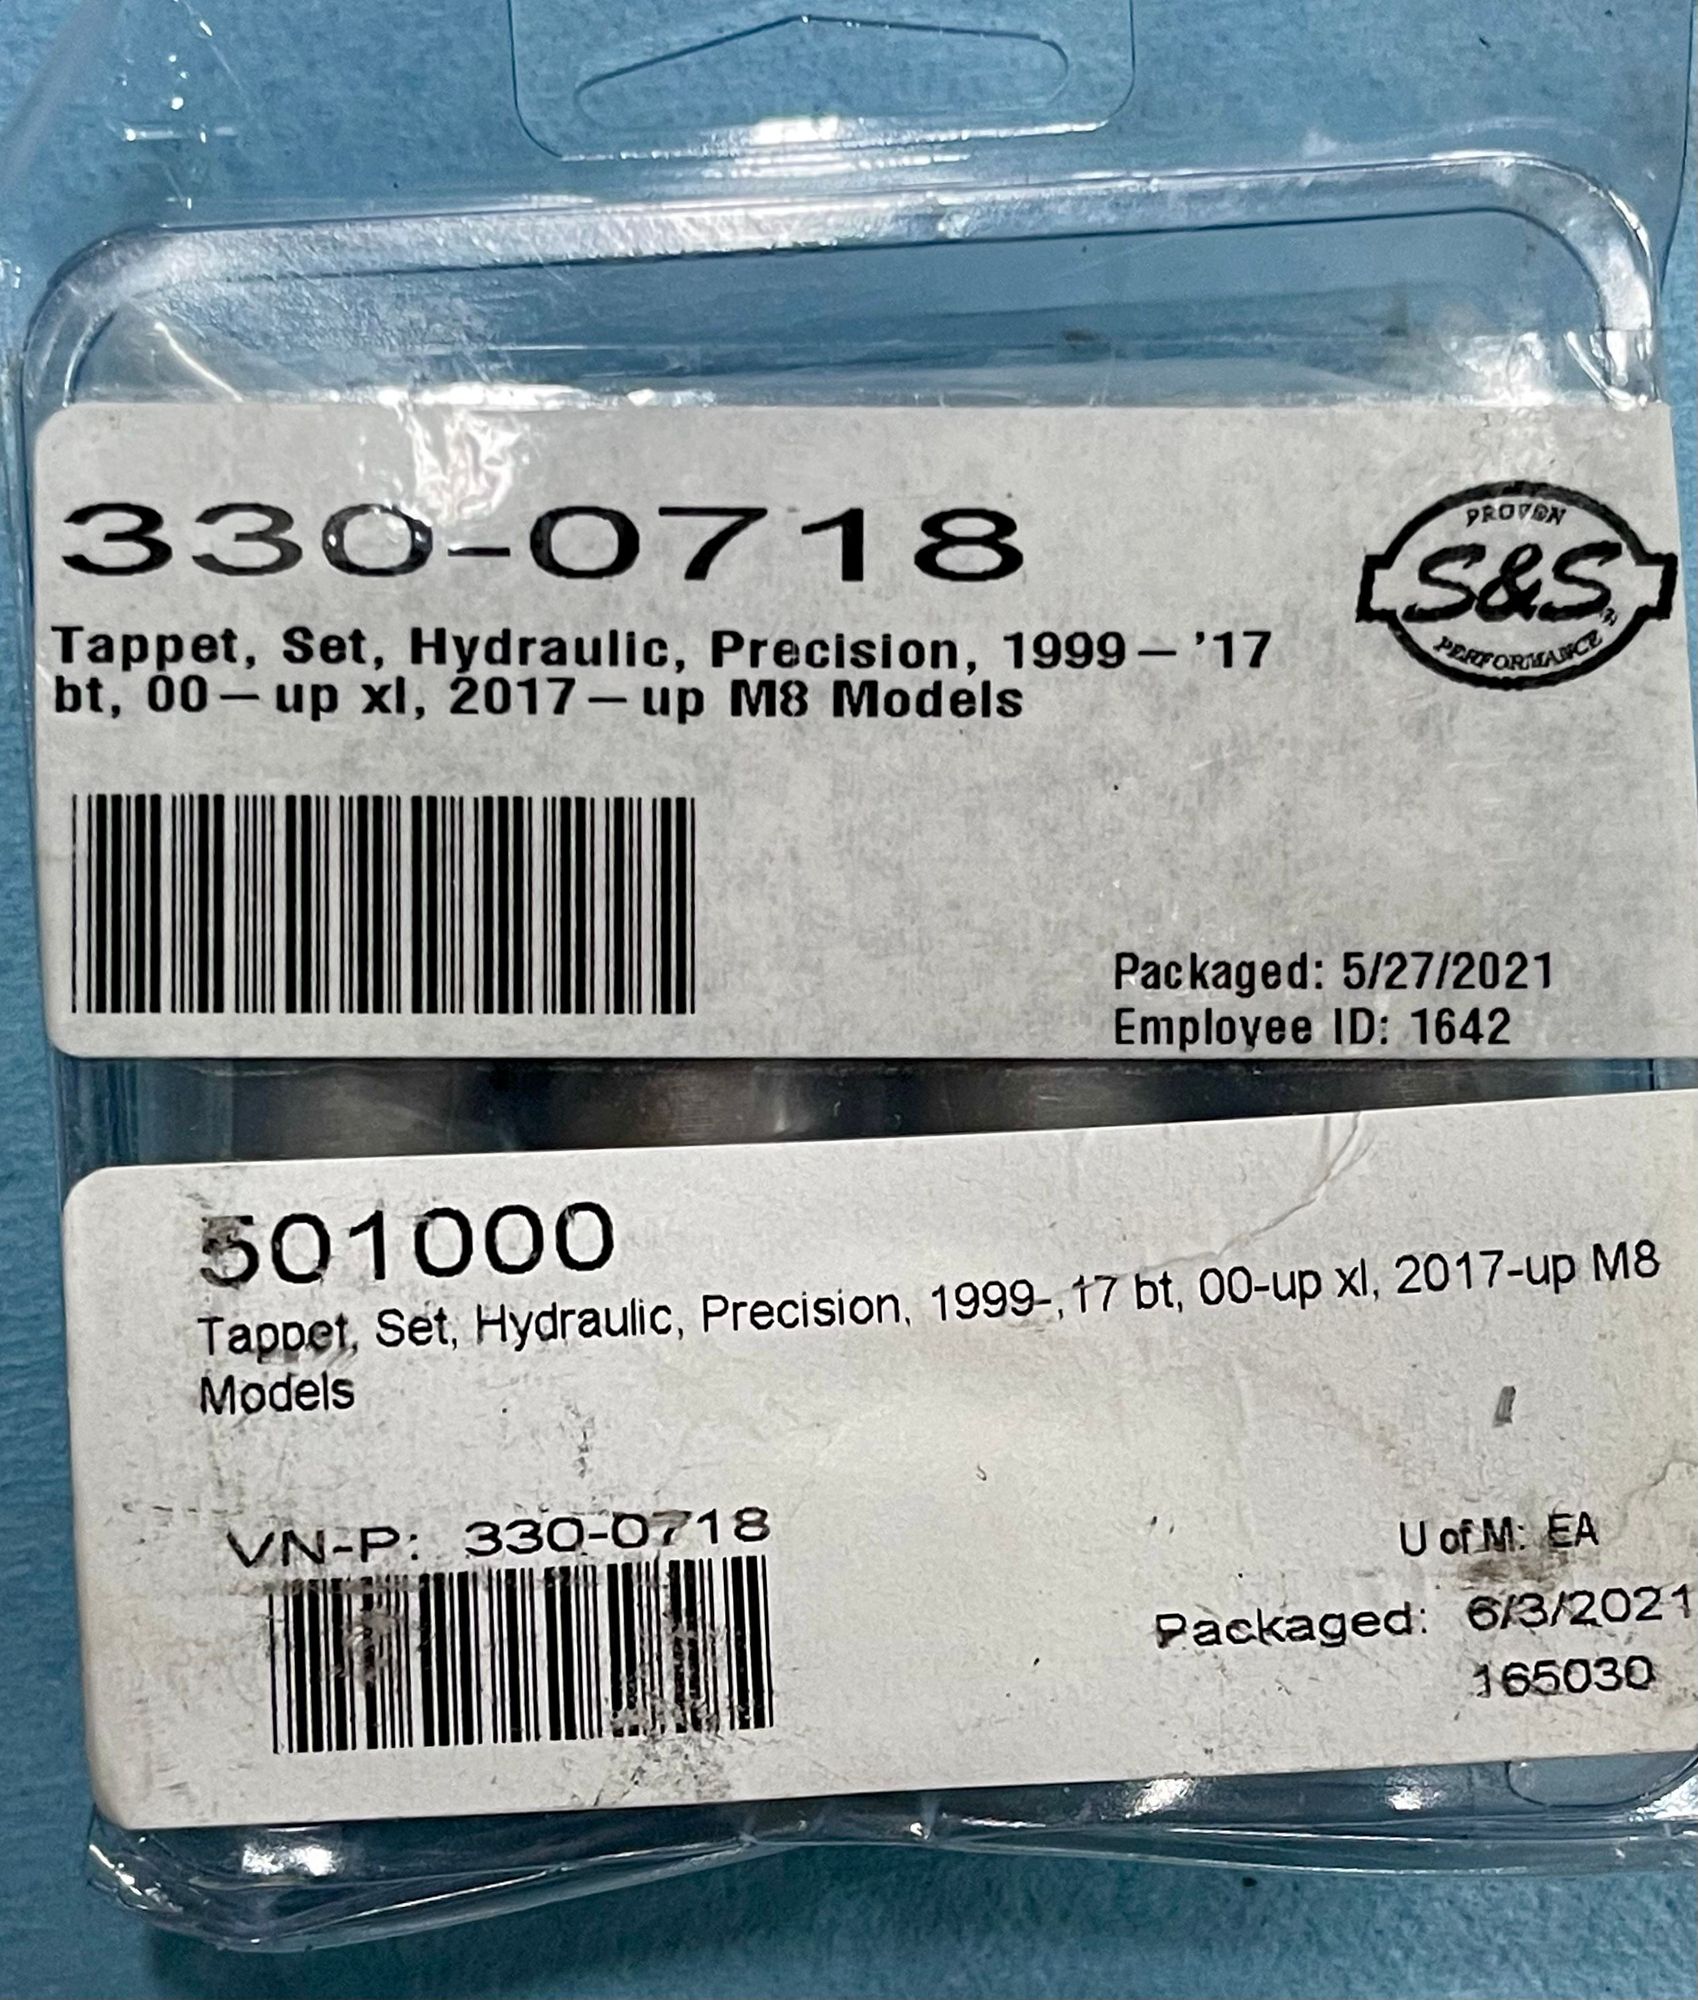 330-0718
PROVEN
S&S
PERFORMANCE
Tappet, Set, Hydraulic, Precision, 1999–'17
bt, 00–up xl, 2017–up M8 Models
Packaged: 5/27/2021
Employee ID: 1642
501000
Tappet, Set, Hydraulic, Precision, 1999-,17 bt, 00-up xl, 2017-up M8
Models
VN-P: 330-0718
U of M: EA
Packaged: 6/3/2021
165030